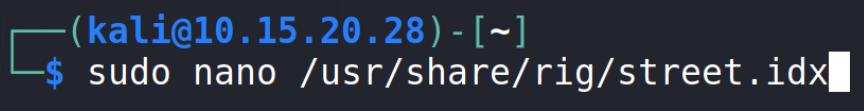 ┌──(kali@10.15.20.28)-[~]
└─$ sudo nano /usr/share/rig/street.idx